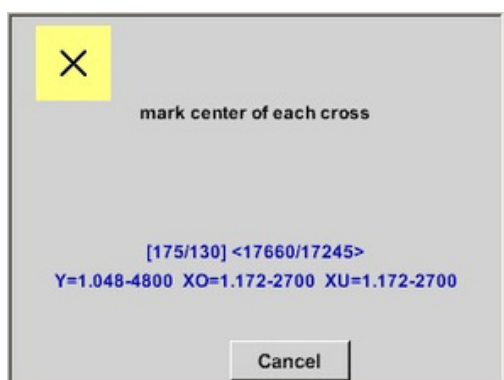 mark center of each cross
[175/130] <17660/17245>
Y=1.048-4800 XO=1.172-2700 XU=1.172-2700
Cancel